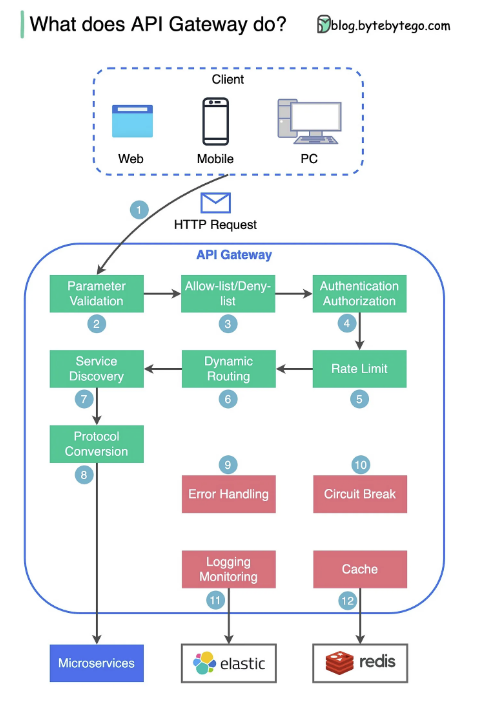 What does API Gateway do?
blog.bytebytego.com
Client
Web
Mobile
PC
1
HTTP Request
API Gateway
Parameter
Validation
Allow-list/Deny-
list
Authentication
Authorization
2
3
4
Service
Discovery
Dynamic
Routing
Rate Limit
7
6
5
Protocol
Conversion
8
9
10
Error Handling
Circuit Break
Logging
Monitoring
Cache
11
12
Microservices
elastic
redis